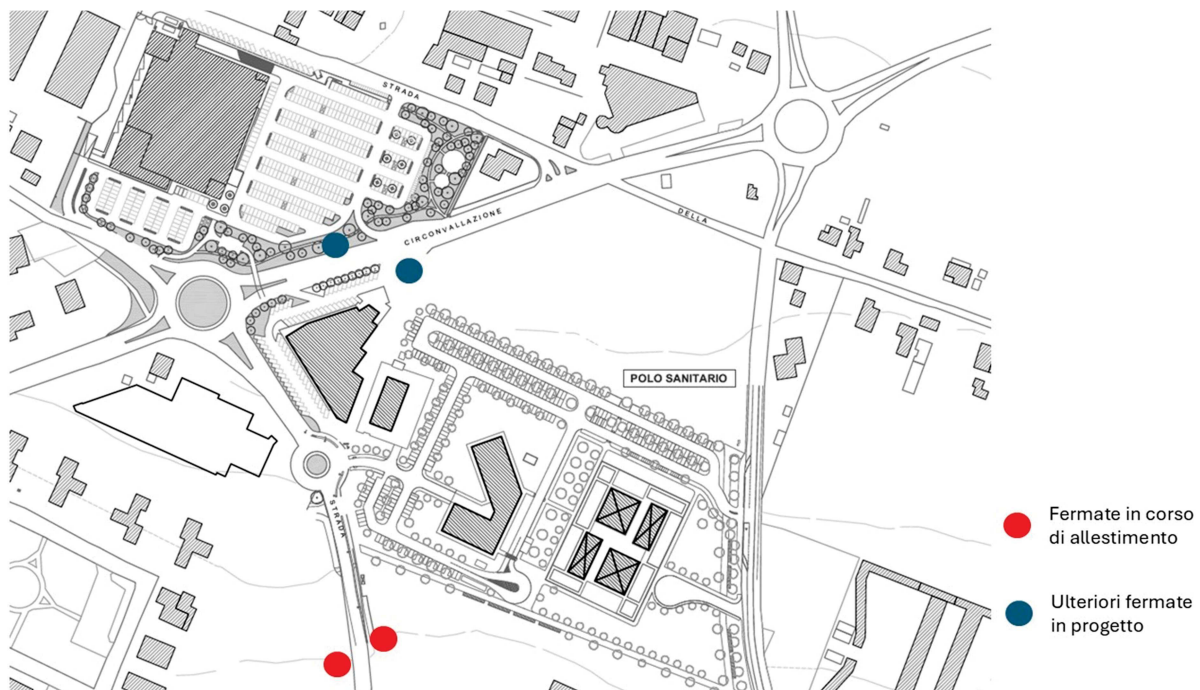 STRADA
CIRCONVALLAZIONE
DELLA
POLO SANITARIO
STRADA
Fermate in corso
di allestimento
Ulteriori fermate
in progetto